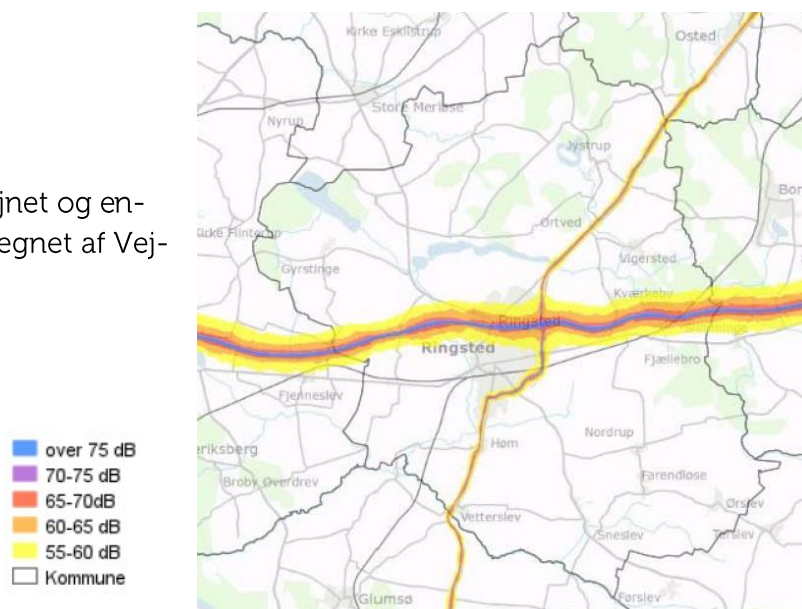 jnet og en-
egnet af Vej-
over 75 dB
70-75 dB
65-70dB
60-65 dB
55-60 dB
Kommune
Kirke Eskilstrup
Osted
Store Merløse
Nyrup
Jystrup
Bor
Kirke Flinterup
Ortved
Gyrstinge
Vigersted
Kværkeby
Ringsted
Ringsted
Fjællebro
Fjenneslev
Nordrup
eriksberg
Høm
Broby Overdrev
Farendløse
Ørslev
Vetterslev
Sneslev
Terslev
Glumsø
Førslev